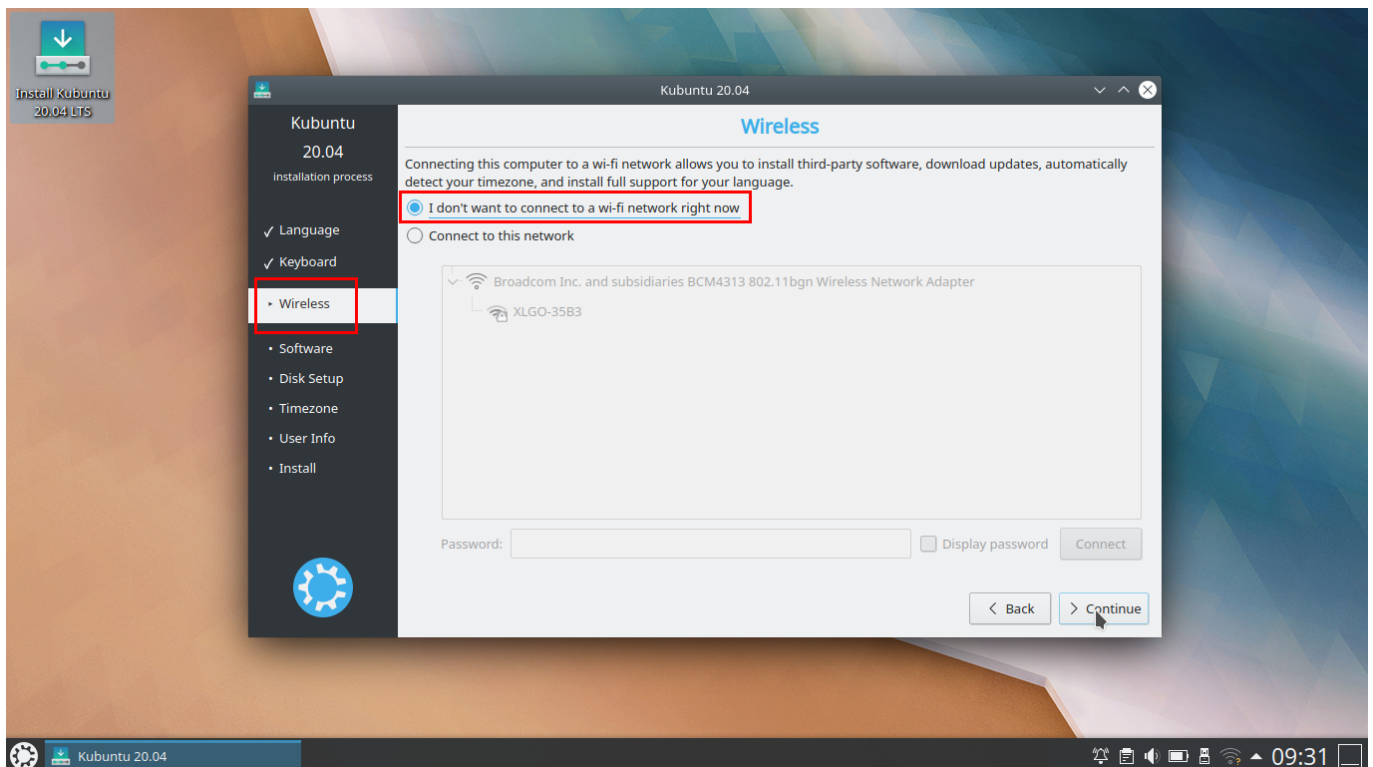 Install Kubuntu
20.04 LTS
Kubuntu 20.04
Kubuntu
20.04
installation process
Language
Keyboard
Wireless
Software
Disk Setup
Timezone
User Info
Install
Wireless
Connecting this computer to a wi-fi network allows you to install third-party software, download updates, automatically
detect your timezone, and install full support for your language.
I don't want to connect to a wi-fi network right now
Connect to this network
Broadcom Inc. and subsidiaries BCM4313 802.11bgn Wireless Network Adapter
XLGO-35B3
Password:
Display password
Connect
Back
Continue
Kubuntu 20.04
09:31